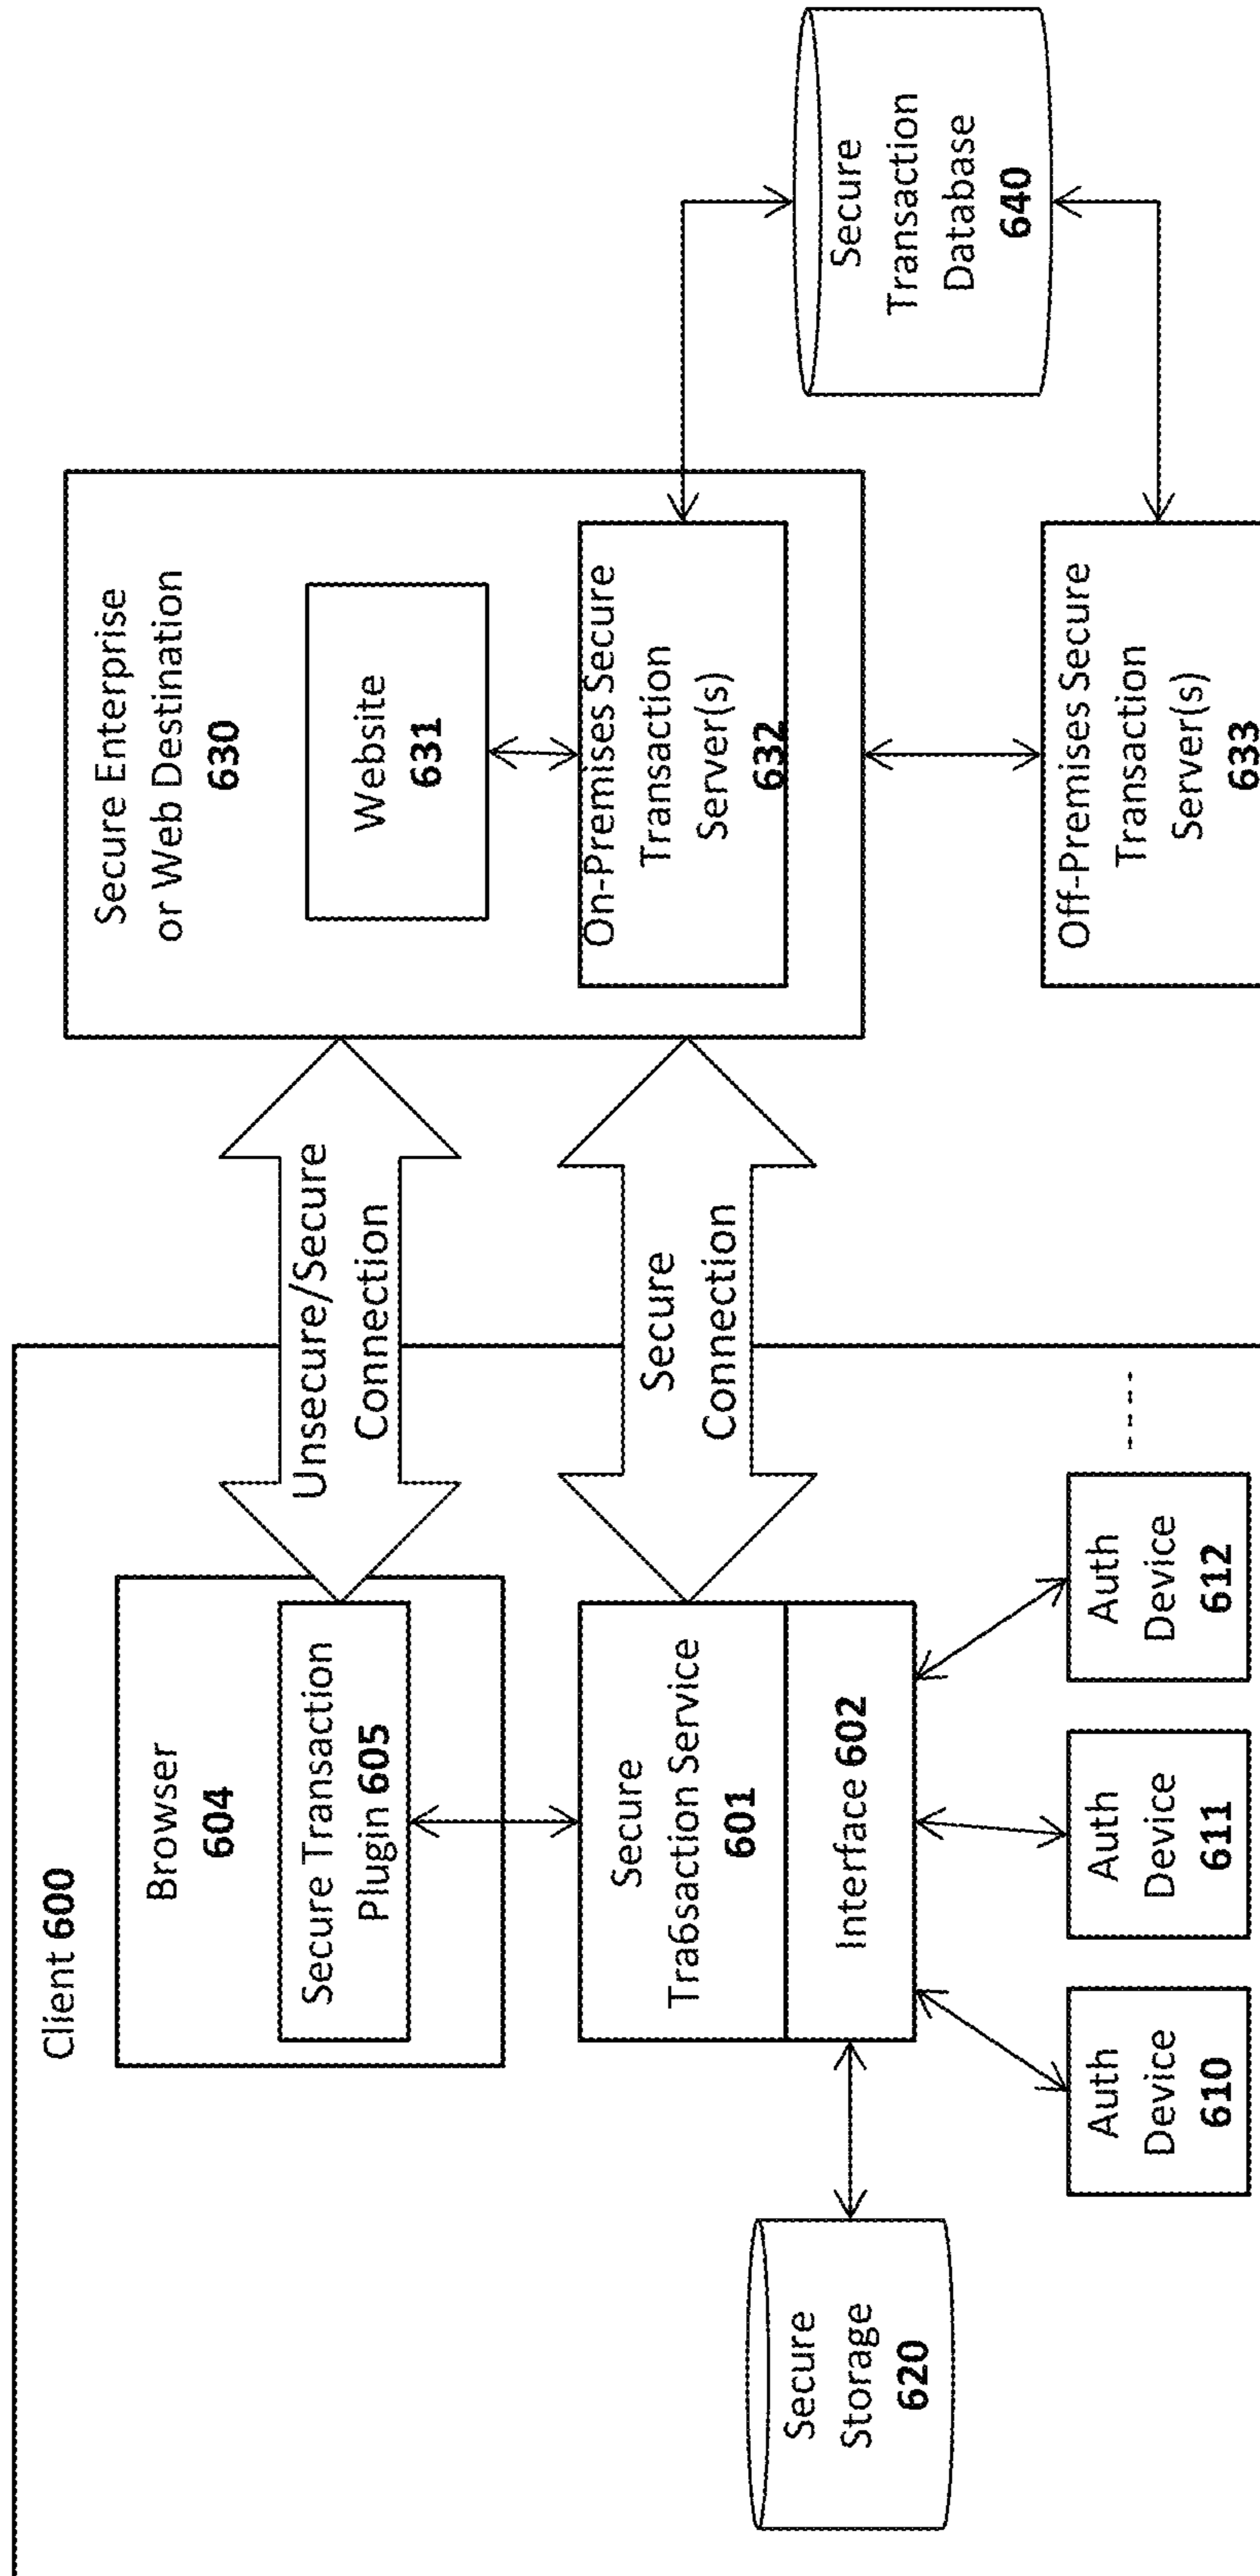 Client 600
Browser
604
Secure Transaction
Plugin 605
Secure
Tra6saction Service
601
Interface 602
Secure
Storage
620
Auth
Device
610
Auth
Device
611
Auth
Device
612
Unsecure/Secure
Connection
Secure
Connection
Secure Enterprise
or Web Destination
630
Website
631
On-Premises Secure
Transaction
Server(s)
632
Off-Premises Secure
Transaction
Server(s)
633
Secure
Transaction
Database
640